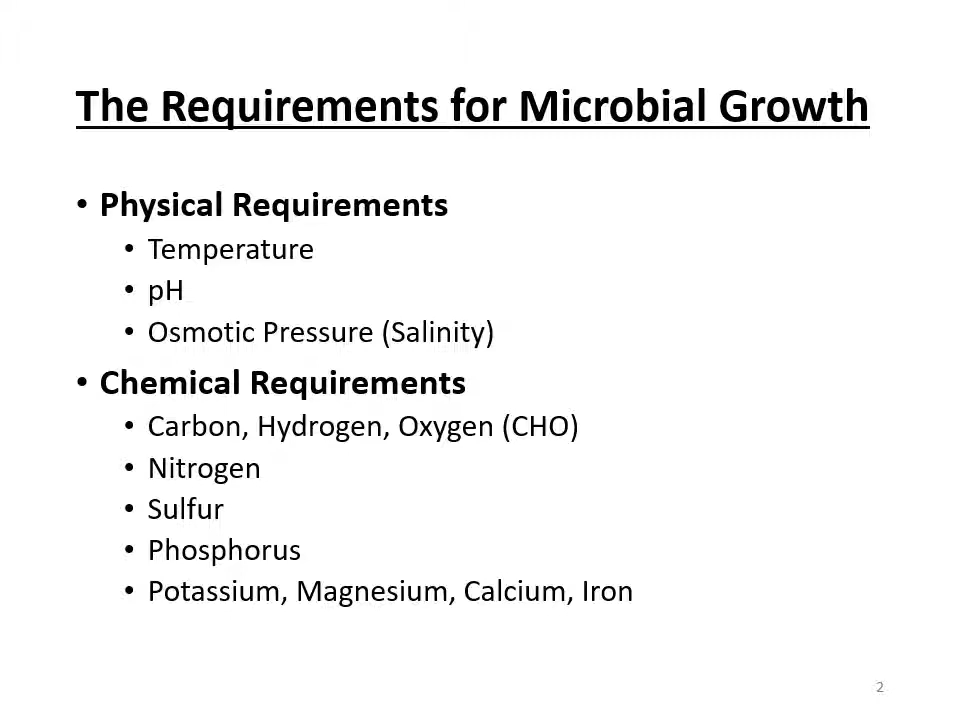 The Requirements for Microbial Growth
• Physical Requirements
• Temperature
• pH
• Osmotic Pressure (Salinity)
• Chemical Requirements
• Carbon, Hydrogen, Oxygen (CHO)
• Nitrogen
• Sulfur
• Phosphorus
• Potassium, Magnesium, Calcium, Iron
2